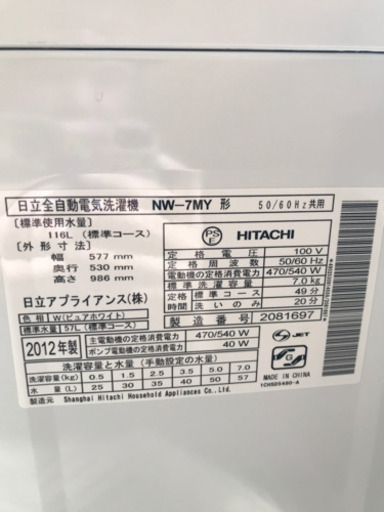 日立全自動電気洗濯機 NW-7MY 形 50/60Hz共用
[標準使用水量]
116L (標準コース)
[外形寸法]
幅 577 mm
奥行 530 mm
高さ 986 mm
日立アプライアンス(株)
色相 W(ピュアホワイト)
標準水量 57L (標準コース)
PSE HITACHI
定格電圧 100 V
定格周波数 50/60 Hz
電動機の定格消費電力 470/540 W
標準洗濯容量 7.0 kg
標準コース 49分
時間 洗いのみ 20分
製造番号 2081697
2012年製
主電動機の定格消費電力 470/540 W
ポンプ電動機の定格消費電力 40 W
JET
G
洗濯容量と水量 (手動設定の水量)
洗濯容量(kg) 0.5 1.5 2.5 3.5 5.0 7.0
水量(L) 25 30 35 40 50 57
MADE IN CHINA
製造元 Shanghai Hitachi Household Appliances Co., Ltd.